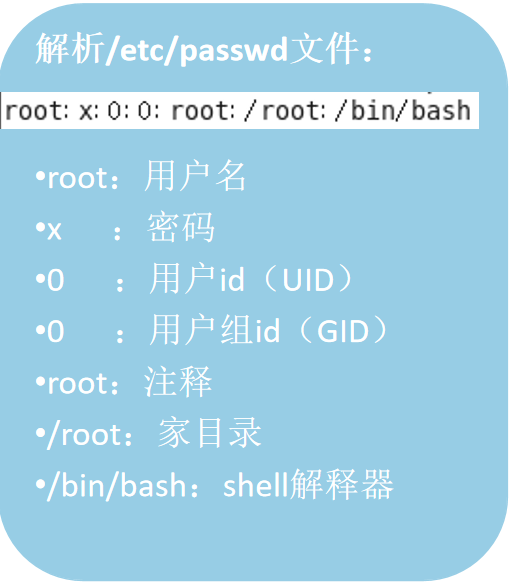 解析/etc/passwd文件：
root:x:0:0:root:/root:/bin/bash
•root：用户名
•x ：密码
•0 ：用户id（UID）
•0 ：用户组id（GID）
•root：注释
•/root：家目录
•/bin/bash：shell解释器